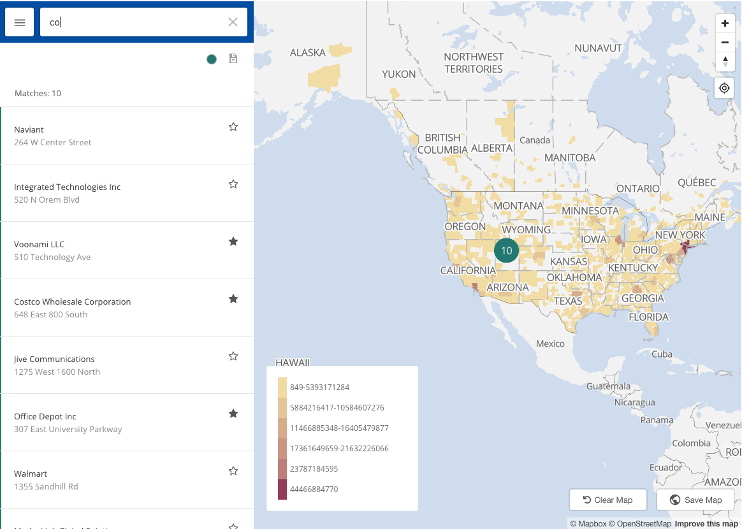 co
Matches: 10
Naviant
264 W Center Street
Integrated Technologies Inc
520 N Orem Blvd
Voonami LLC
510 Technology Ave
Costco Wholesale Corporation
648 East 800 South
Jive Communications
1275 West 1600 North
Office Depot Inc
307 East University Parkway
Walmart
1355 Sandhill Rd
ALASKA
YUKON
NORTHWEST
TERRITORIES
NUNAVUT
BRITISH
COLUMBIA
ALBERTA
Canada
MANITOBA
ONTARIO
QUÉBEC
MONTANA
MINNESOTA
MAINE
OREGON
WYOMING
IOWA
NEW YORK
10
OHIO
KANSAS
CALIFORNIA
KENTUCKY
OKLAHOMA
ARIZONA
TEXAS
GEORGIA
FLORIDA
Mexico
Cuba
HAWAII
Guatemala
Nicaragua
Panama
Venezuel
Colombia
Ecuador
AMAZO
849-5393171284
5884216417-10584607276
11466885348-16405479877
17361649659-21632226066
23787184595
44466884770
Clear Map
Save Map
© Mapbox © OpenStreetMap Improve this map